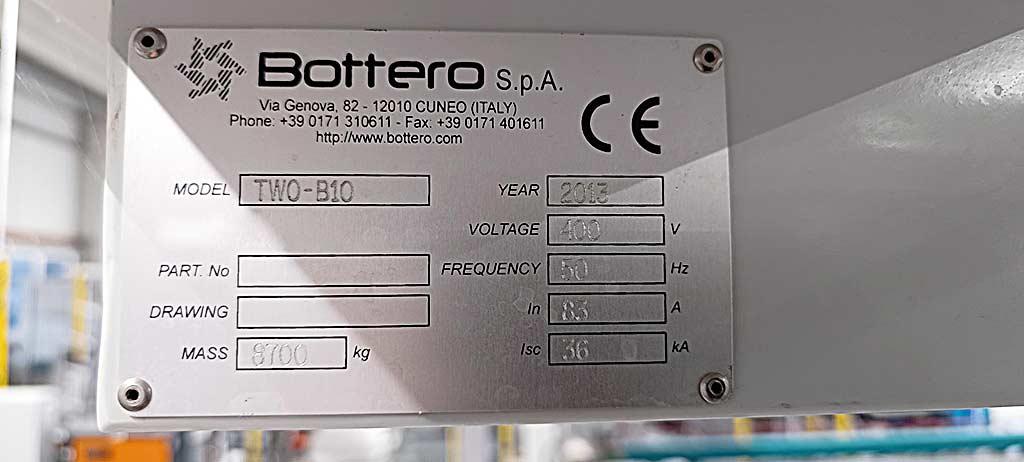 Bottero S.p.A.
Via Genova, 82 - 12010 CUNEO (ITALY)
Phone: +39 0171 310611 - Fax: +39 0171 401611
http://www.bottero.com
CE
MODEL TWO-B10
YEAR 2013
VOLTAGE 400 V
PART. No
FREQUENCY 50 Hz
DRAWING
In 83 A
MASS 8700 kg
Isc 36 kA